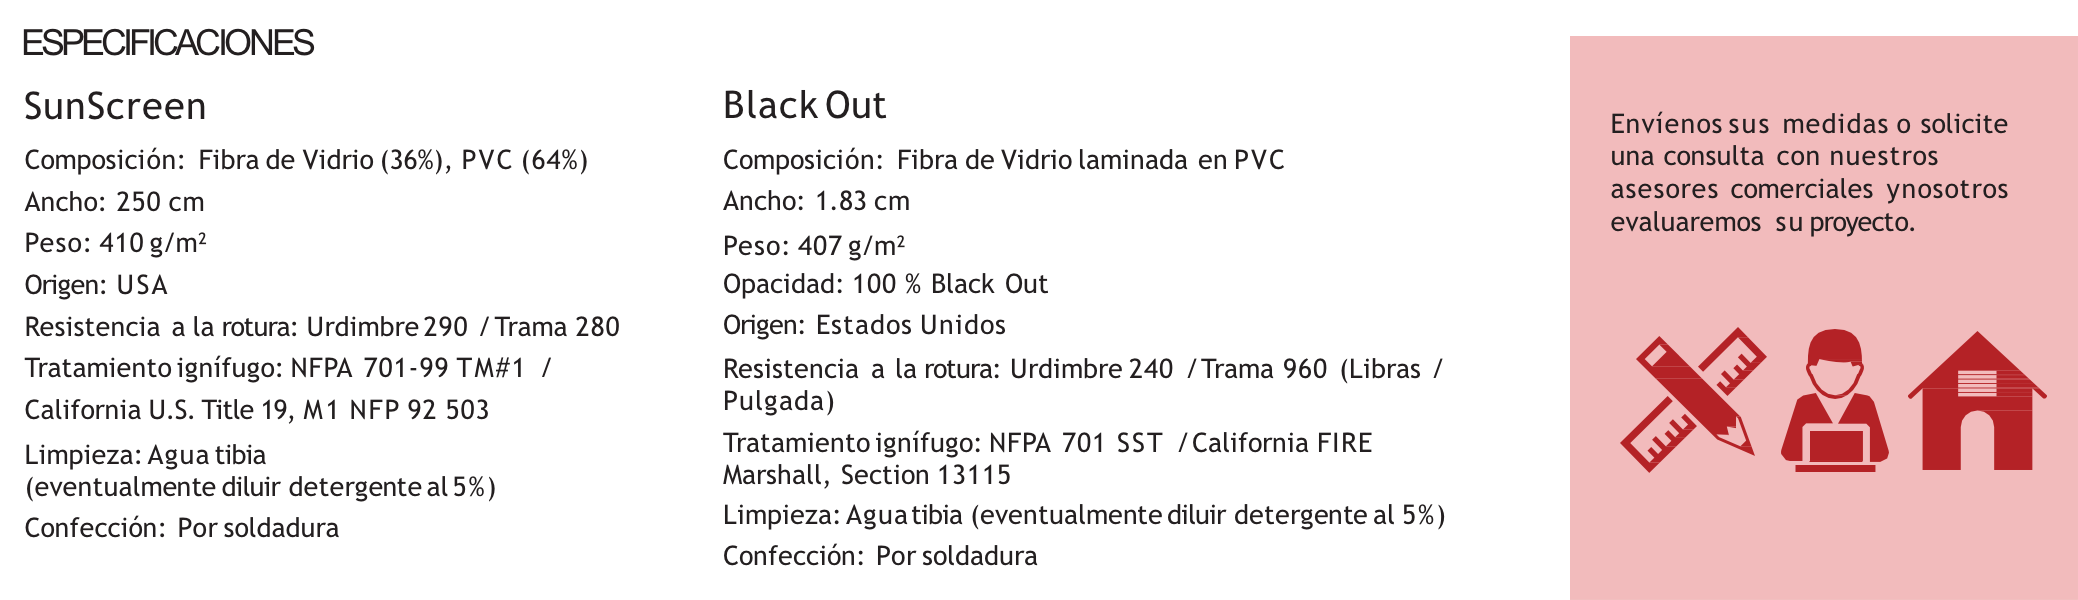 ESPECIFICACIONES
SunScreen
Composición: Fibra de Vidrio (36%), PVC (64%)
Ancho: 250 cm
Peso: 410 g/m²
Origen: USA
Resistencia a la rotura: Urdimbre 290 / Trama 280
Tratamiento ignífugo: NFPA 701-99 TM#1 /
California U.S. Title 19, M1 NFP 92 503
Limpieza: Agua tibia
(eventualmente diluir detergente al 5%)
Confección: Por soldadura
Black Out
Composición: Fibra de Vidrio laminada en PVC
Ancho: 1.83 cm
Peso: 407 g/m²
Opacidad: 100 % Black Out
Origen: Estados Unidos
Resistencia a la rotura: Urdimbre 240 / Trama 960 (Libras /
Pulgada)
Tratamiento ignífugo: NFPA 701 SST / California FIRE
Marshall, Section 13115
Limpieza: Agua tibia (eventualmente diluir detergente al 5%)
Confección: Por soldadura
Envíenos sus medidas o solicite
una consulta con nuestros
asesores comerciales ynosotros
evaluaremos su proyecto.